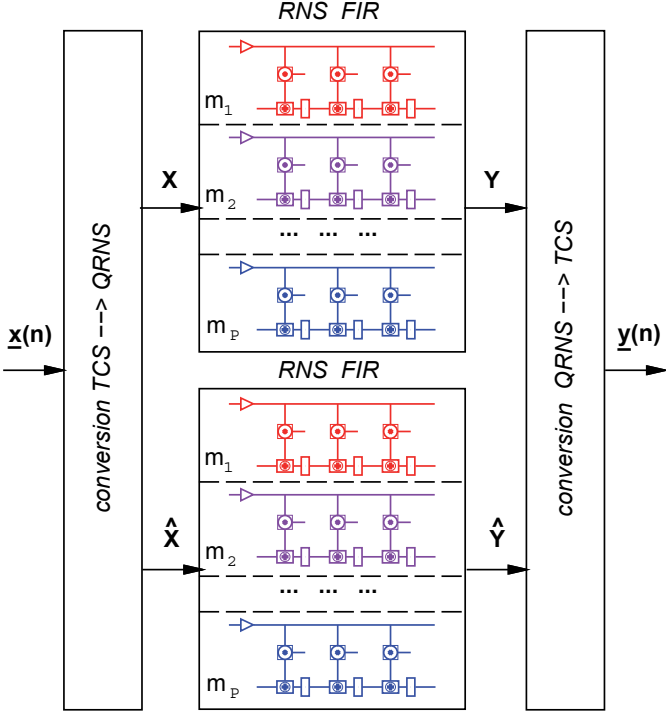 RNS FIR
m1
m2
... ... ...
mP
X
Y
x(n)
conversion TCS --> QRNS
conversion QRNS --> TCS
y(n)
RNS FIR
m1
m2
... ... ...
mP
X̂
Ŷ